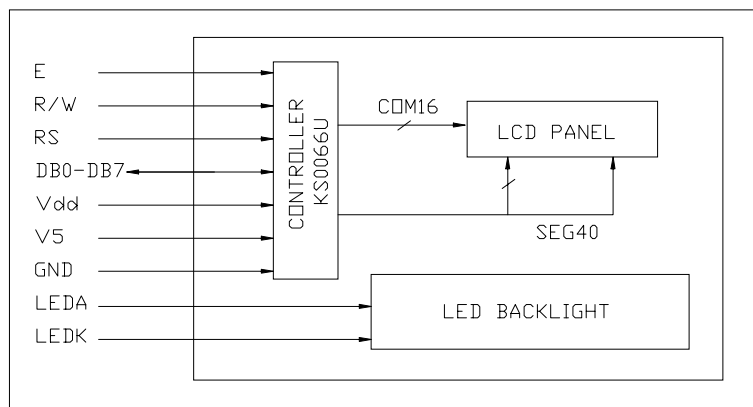 E
R/W
RS
DB0-DB7
Vdd
V5
GND
LEDA
LEDK
CONTROLLER
KS0066U
COM16
LCD PANEL
SEG40
LED BACKLIGHT